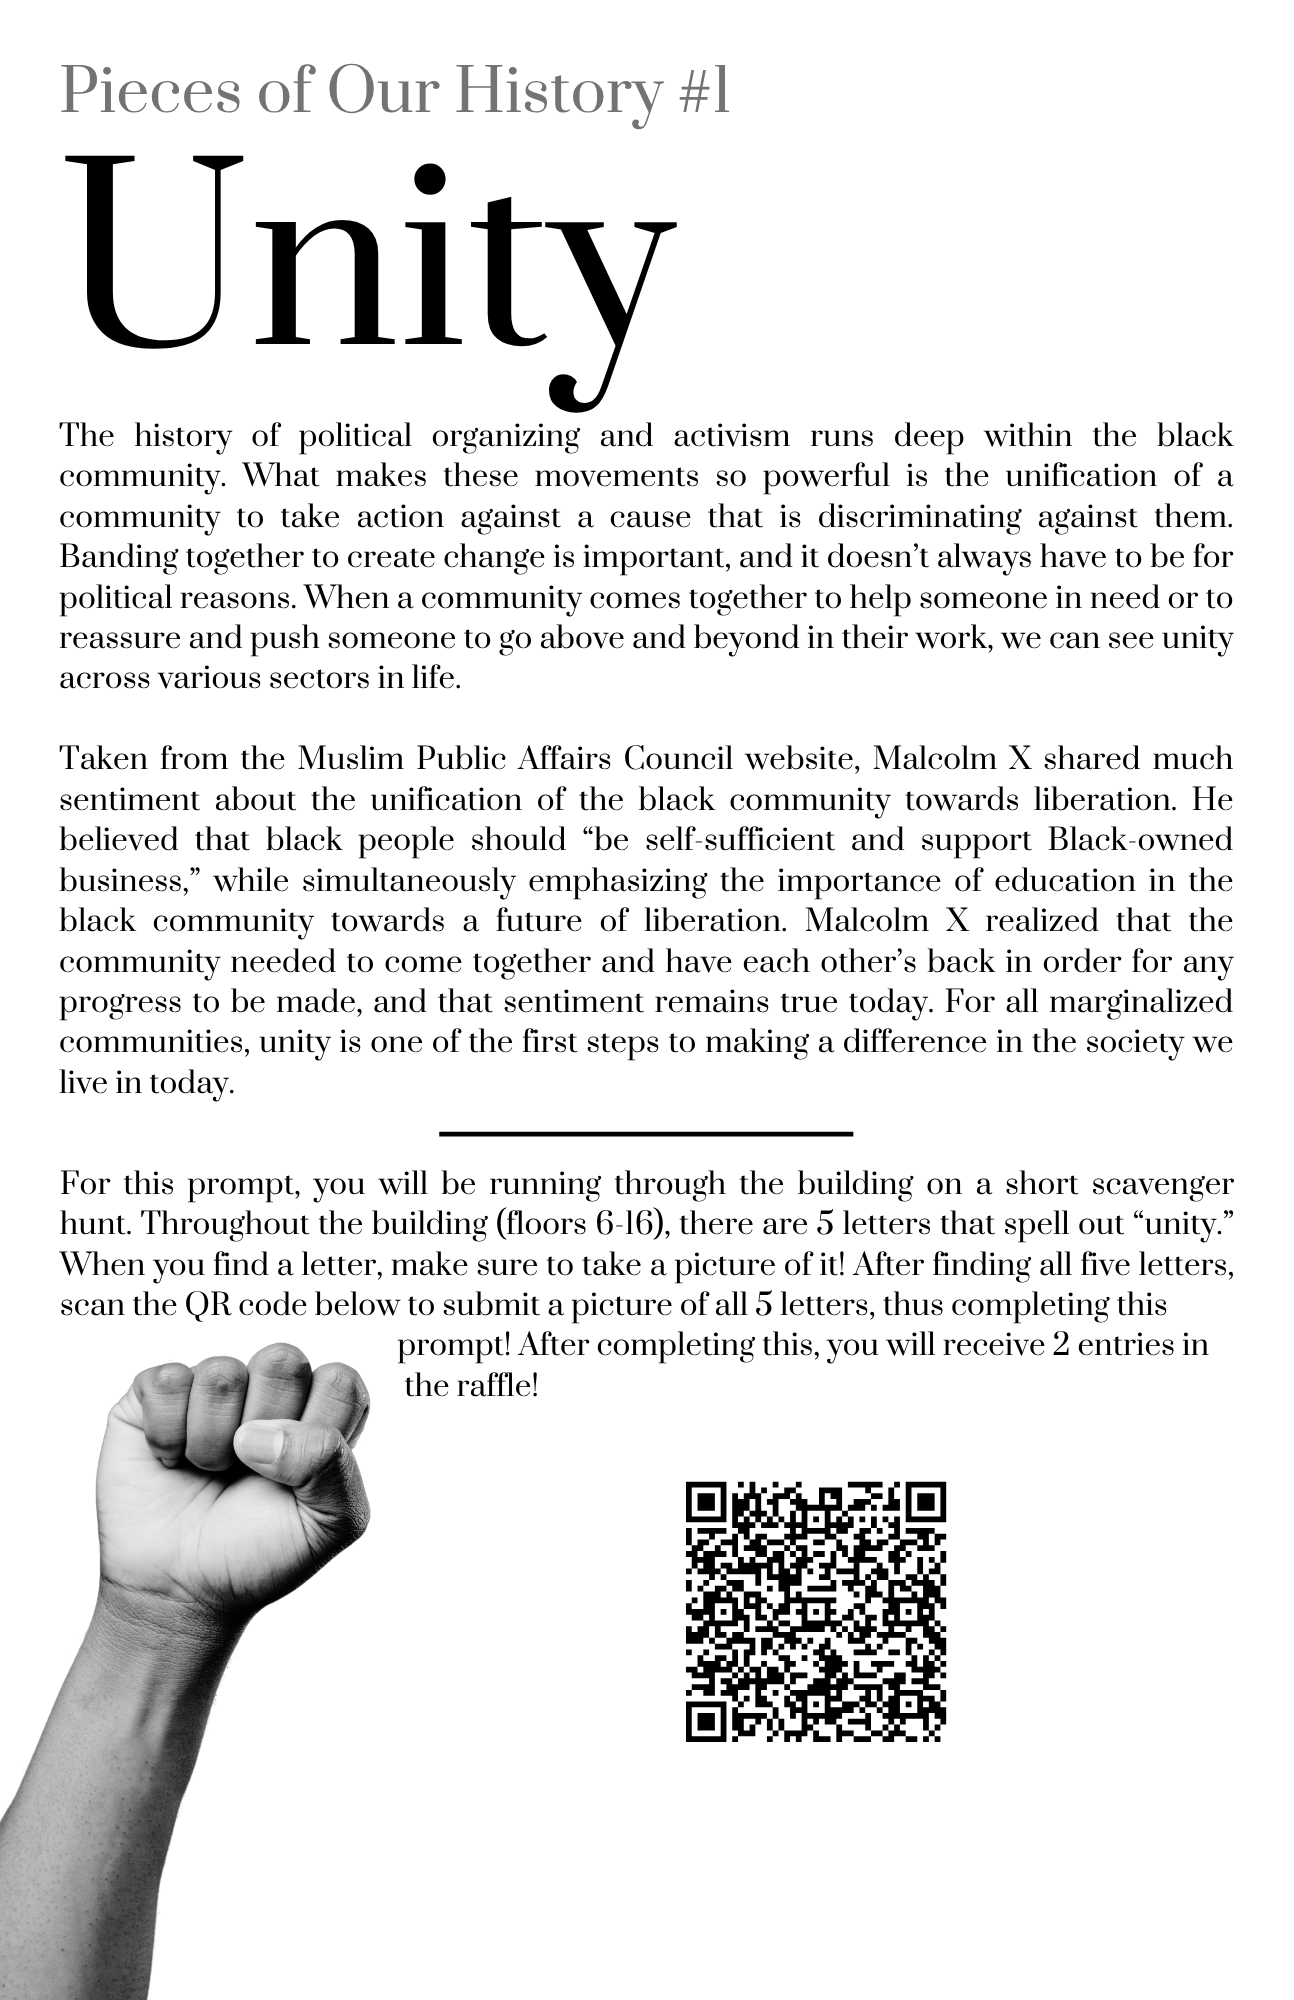 Pieces of Our History #1
Unity
The history of political organizing and activism runs deep within the black
community. What makes these movements so powerful is the unification of a
community to take action against a cause that is discriminating against them.
Banding together to create change is important, and it doesn’t always have to be for
political reasons. When a community comes together to help someone in need or to
reassure and push someone to go above and beyond in their work, we can see unity
across various sectors in life.
Taken from the Muslim Public Affairs Council website, Malcolm X shared much
sentiment about the unification of the black community towards liberation. He
believed that black people should “be self-sufficient and support Black-owned
business,” while simultaneously emphasizing the importance of education in the
black community towards a future of liberation. Malcolm X realized that the
community needed to come together and have each other’s back in order for any
progress to be made, and that sentiment remains true today. For all marginalized
communities, unity is one of the first steps to making a difference in the society we
live in today.
For this prompt, you will be running through the building on a short scavenger
hunt. Throughout the building (floors 6-16), there are 5 letters that spell out “unity.”
When you find a letter, make sure to take a picture of it! After finding all five letters,
scan the QR code below to submit a picture of all 5 letters, thus completing this
prompt! After completing this, you will receive 2 entries in
the raffle!